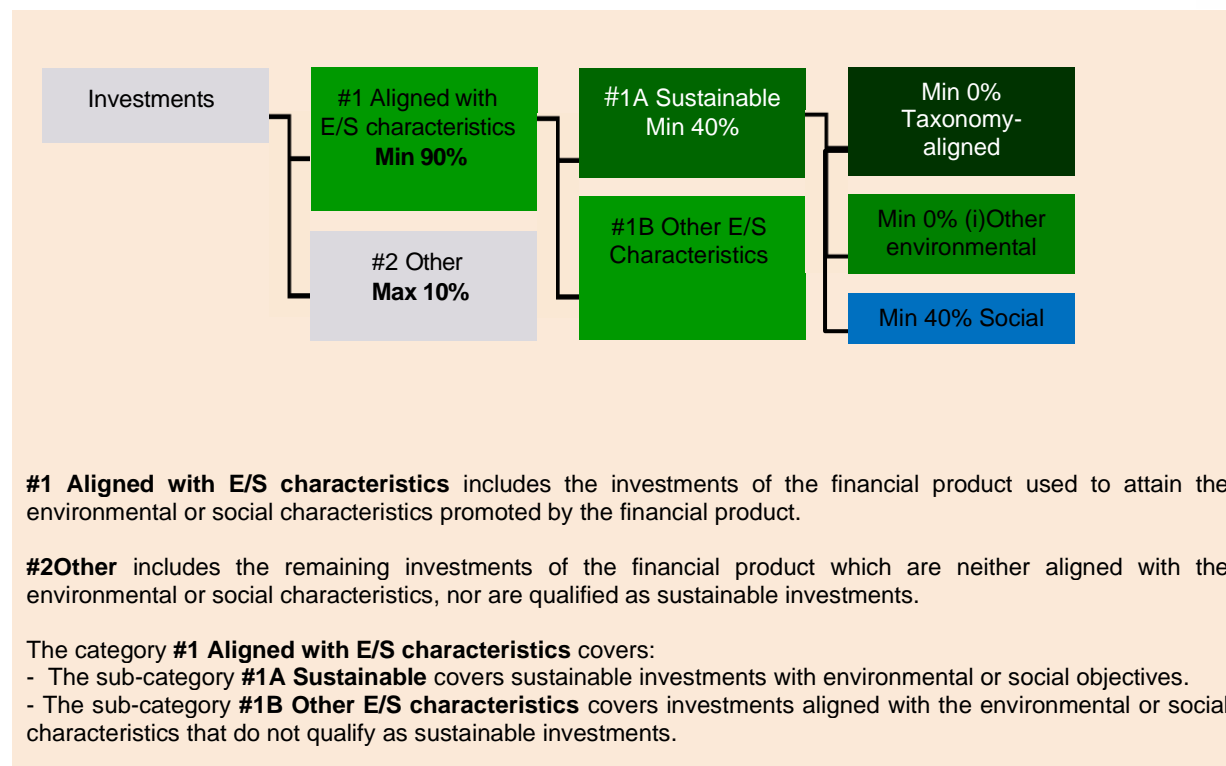 Investments
#1 Aligned with
E/S characteristics
Min 90%
#2 Other
Max 10%
#1A Sustainable
Min 40%
#1B Other E/S
Characteristics
Min 0%
Taxonomy-
aligned
Min 0% (i)Other
environmental
Min 40% Social
#1 Aligned with E/S characteristics includes the investments of the financial product used to attain the
environmental or social characteristics promoted by the financial product.
#2Other includes the remaining investments of the financial product which are neither aligned with the
environmental or social characteristics, nor are qualified as sustainable investments.
The category #1 Aligned with E/S characteristics covers:
- The sub-category #1A Sustainable covers sustainable investments with environmental or social objectives.
- The sub-category #1B Other E/S characteristics covers investments aligned with the environmental or social
characteristics that do not qualify as sustainable investments.